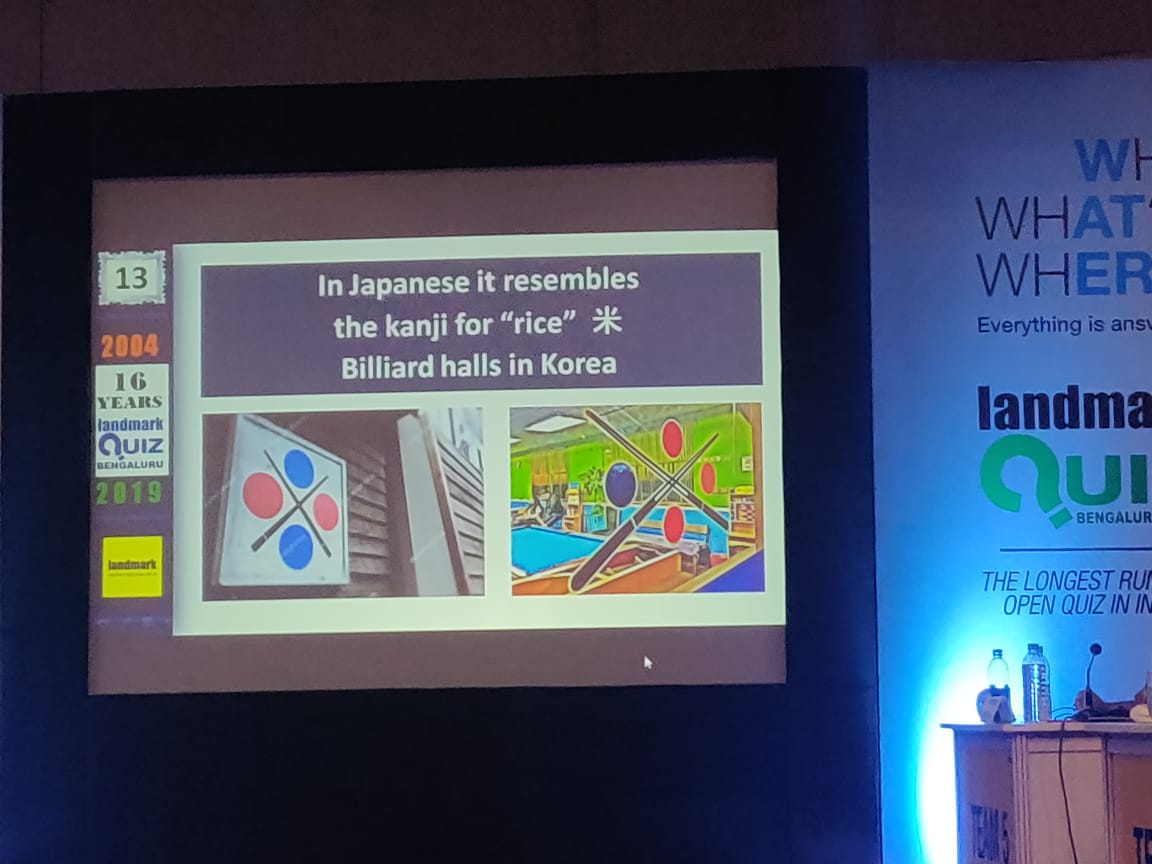 13
2004
16
YEARS
landmark
QUIZ
BENGALURU
2019
landmark
In Japanese it resembles
the kanji for “rice” 米
Billiard halls in Korea
WH
WHAT'
WHER
Everything is answ
landma
QUI
BENGALUR
THE LONGEST RUN
OPEN QUIZ IN IN
TEAM 5
TE